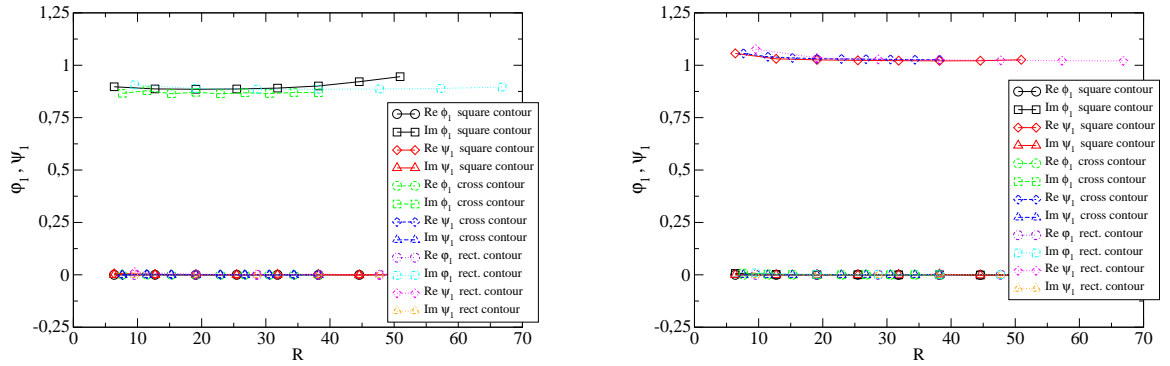 1,25
1
0,75
0,5
0,25
0
-0,25
φ₁ , ψ₁
0 10 20 30 40 50 60 70
R
Re ϕ₁ square contour
Im ϕ₁ square contour
Re ψ₁ square contour
Im ψ₁ square contour
Re ϕ₁ cross contour
Im ϕ₁ cross contour
Re ψ₁ cross contour
Im ψ₁ cross contour
Re φ₁ rect. contour
Im φ₁ rect. contour
Re ψ₁ rect. contour
Im ψ₁ rect contour
1,25
1
0,75
0,5
0,25
0
-0,25
φ₁ , ψ₁
0 10 20 30 40 50 60 70
R
Re ϕ₁ square contour
Im ϕ₁ square contour
Re ψ₁ square contour
Im ψ₁ square contour
Re ϕ₁ cross contour
Im ϕ₁ cross contour
Re ψ₁ cross contour
Im ψ₁ cross contour
Re φ₁ rect. contour
Im φ₁ rect. contour
Re ψ₁ rect. contour
Im ψ₁ rect. contour